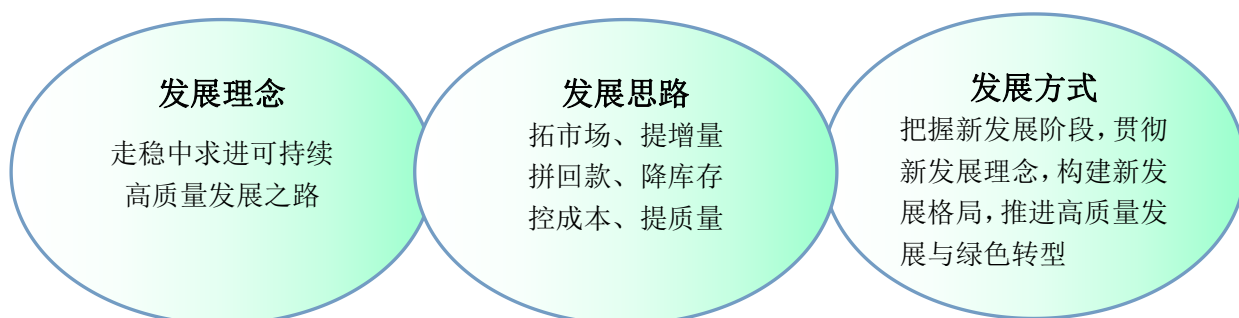 发展理念
走稳中求进可持续
高质量发展之路
发展思路
拓市场、提增量
拼回款、降库存
控成本、提质量
发展方式
把握新发展阶段，贯彻
新发展理念，构建新发
展格局，推进高质量发
展与绿色转型